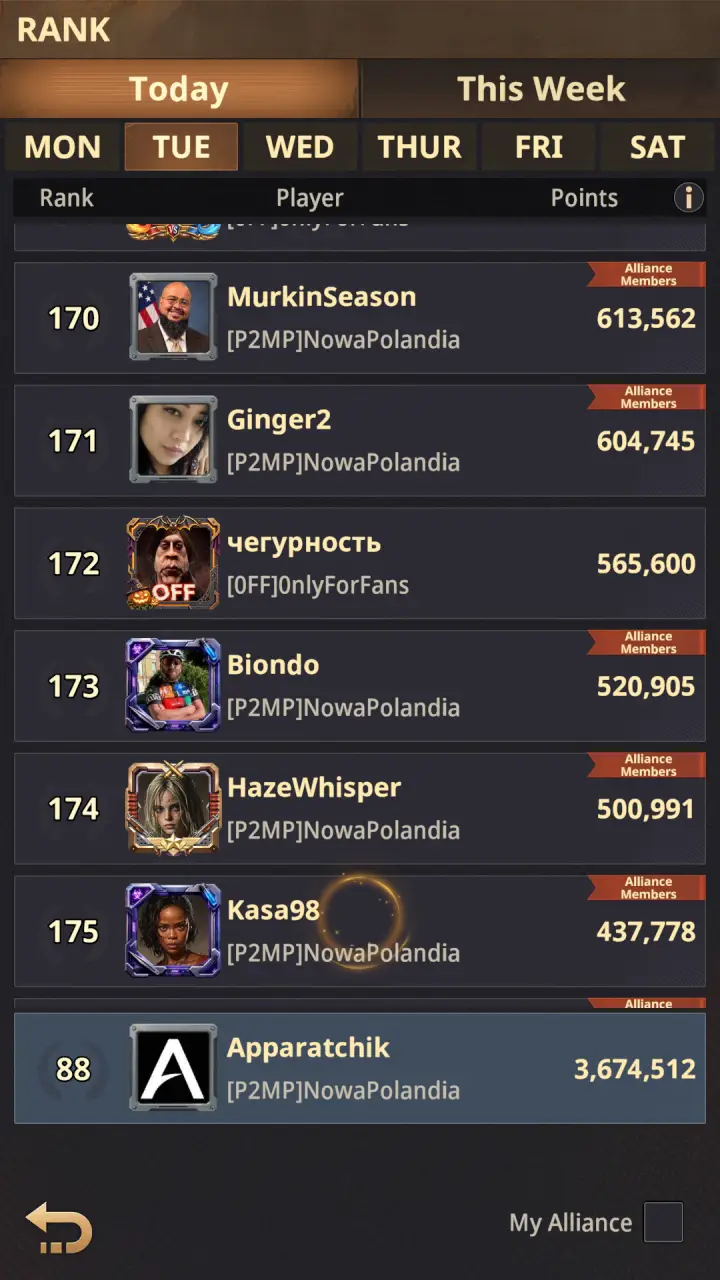 RANK
Today
This Week
MON
TUE
WED
THUR
FRI
SAT
Rank
Player
Points
VS
Alliance
Members
170
MurkinSeason
[P2MP]NowaPolandia
613,562
Alliance
Members
171
Ginger2
[P2MP]NowaPolandia
604,745
172
OFF
чегурность
[0FF]0nlyForFans
565,600
Alliance
Members
173
Biondo
[P2MP]NowaPolandia
520,905
Alliance
Members
174
HazeWhisper
[P2MP]NowaPolandia
500,991
Alliance
Members
175
Kasa98
[P2MP]NowaPolandia
437,778
Alliance
88
Apparatchik
[P2MP]NowaPolandia
3,674,512
My Alliance